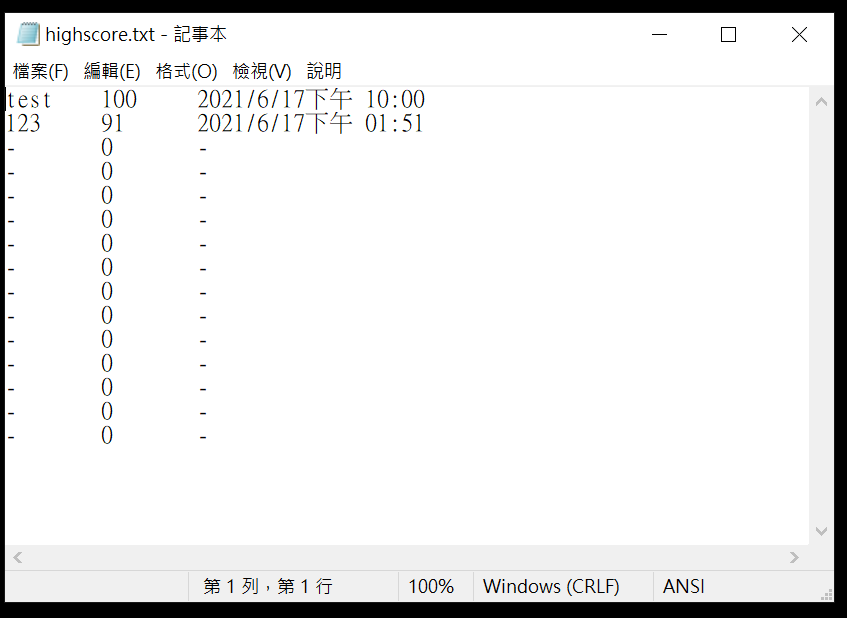 highscore.txt - 記事本
檔案(F) 編輯(E) 格式(O) 檢視(V) 說明
test 100 2021/6/17下午 10:00
123 91 2021/6/17下午 01:51
- 0 -
- 0 -
- 0 -
- 0 -
- 0 -
- 0 -
- 0 -
- 0 -
- 0 -
- 0 -
- 0 -
- 0 -
- 0 -
第 1 列，第 1 行 100% Windows (CRLF) ANSI